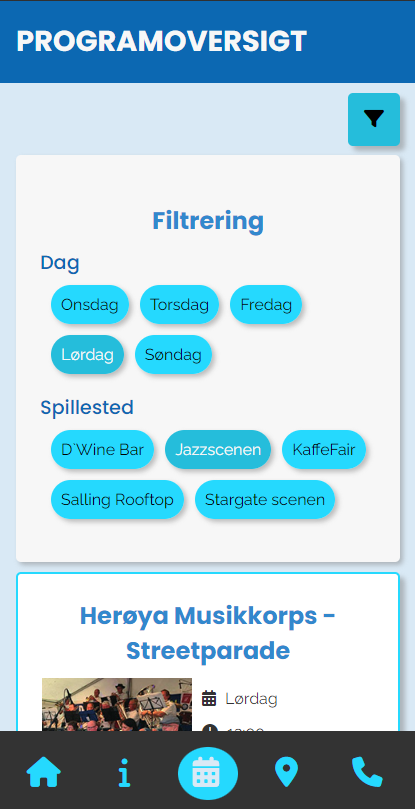 PROGRAMOVERSIGT
Filtrering
Dag
Onsdag Torsdag Fredag
Lørdag Søndag
Spillested
D`Wine Bar Jazzscenen KaffeFair
Salling Rooftop Stargate scenen
Herøya Musikkorps -
Streetparade
Lørdag